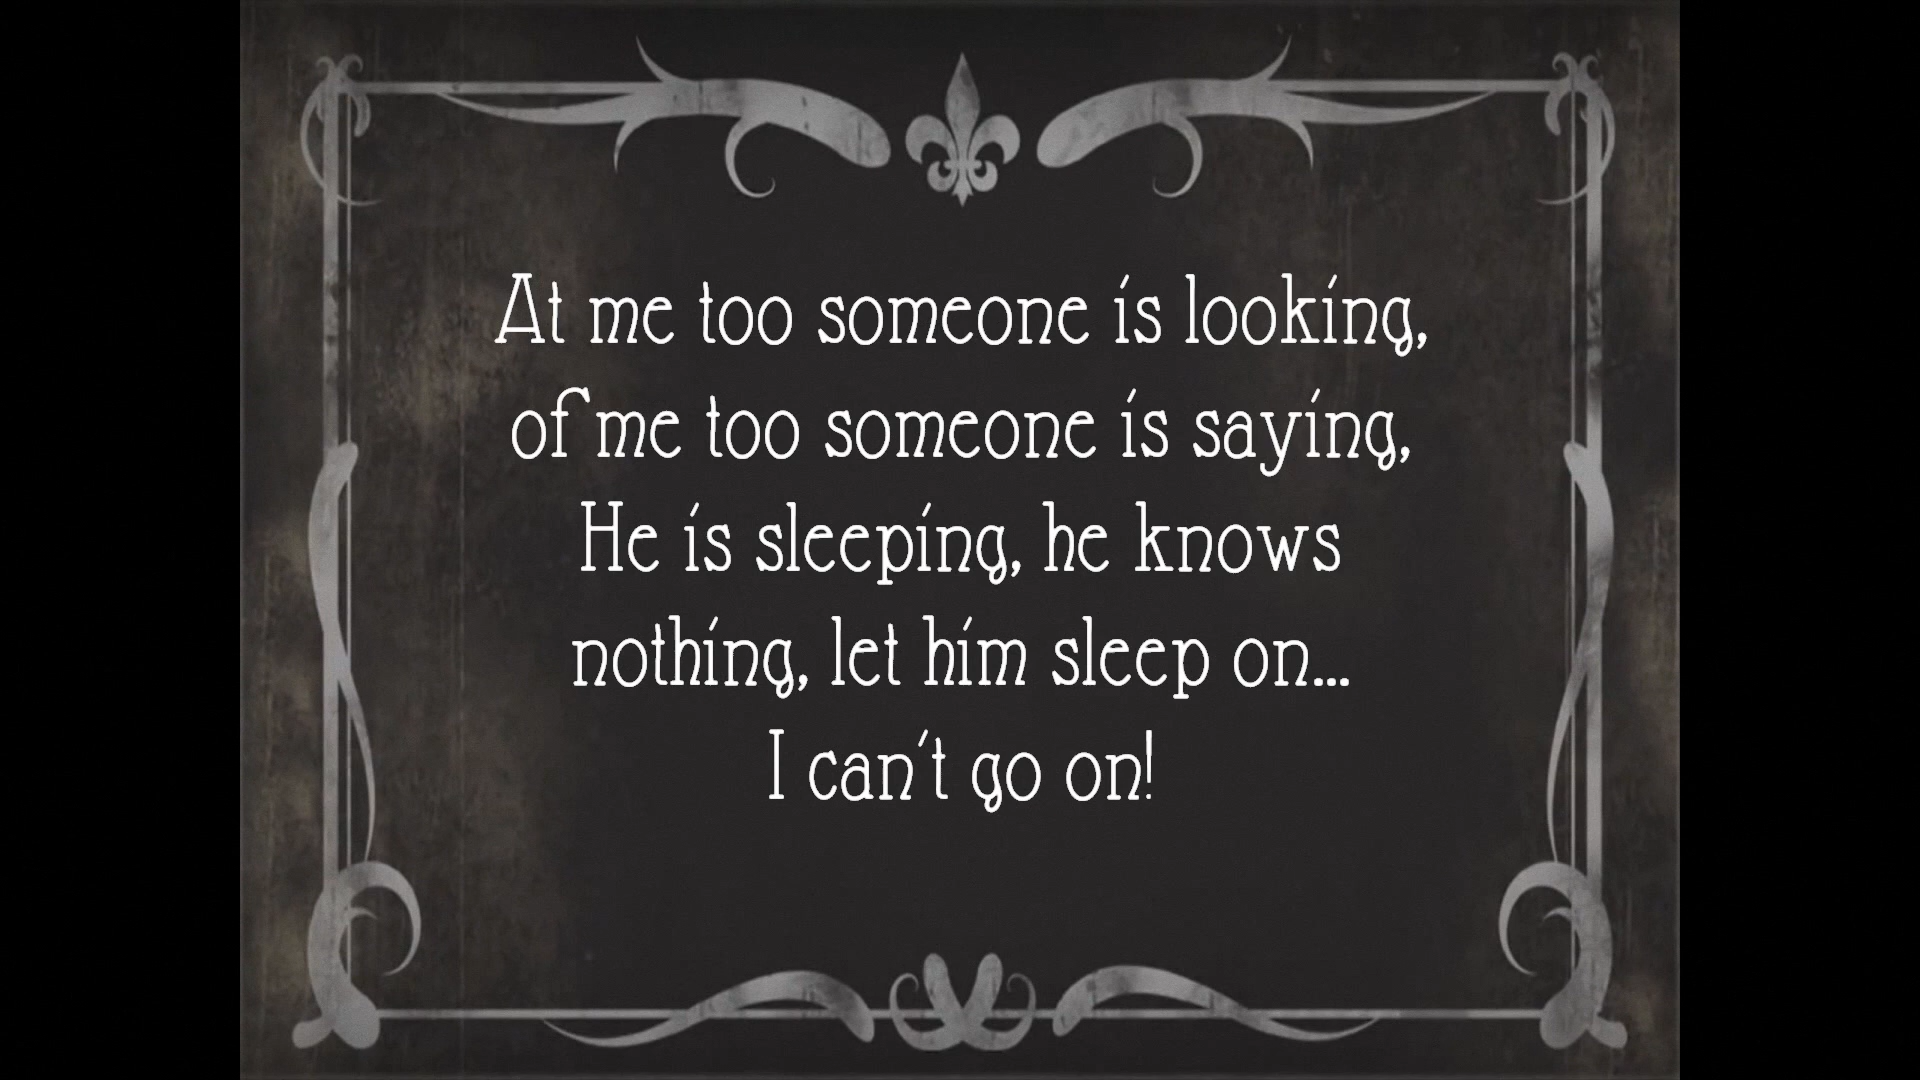 At me too someone is looking,
of me too someone is saying,
He is sleeping, he knows
nothing, let him sleep on...
I can't go on!